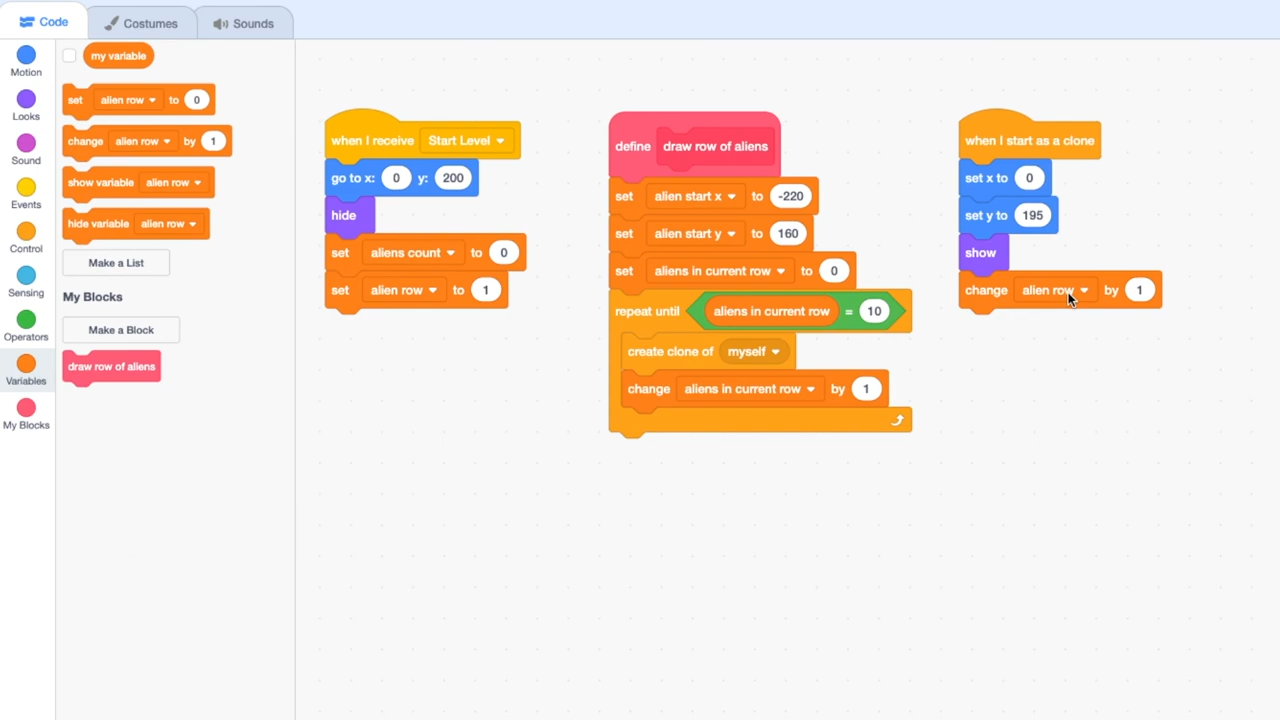 Code
Costumes
Sounds
Motion
Looks
Sound
Events
Control
Sensing
Operators
Variables
My Blocks
my variable
set alien row to 0
change alien row by 1
show variable alien row
hide variable alien row
Make a List
My Blocks
Make a Block
draw row of aliens
when I receive Start Level
go to x: 0 y: 200
hide
set aliens count to 0
set alien row to 1
define draw row of aliens
set alien start x to -220
set alien start y to 160
set aliens in current row to 0
repeat until aliens in current row = 10
create clone of myself
change aliens in current row by 1
when I start as a clone
set x to 0
set y to 195
show
change alien row by 1